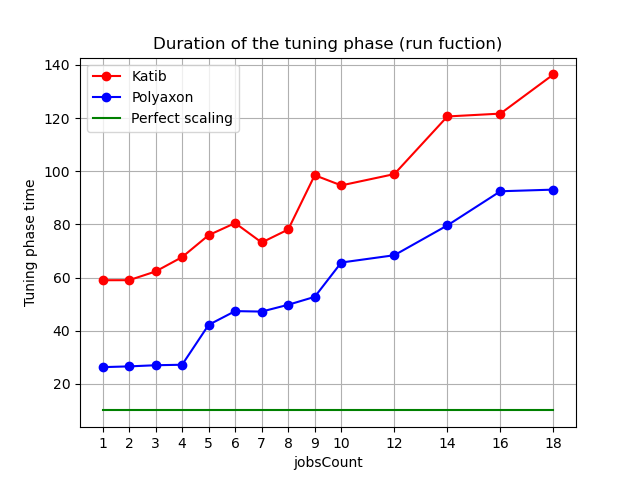 Duration of the tuning phase (run fuction)
Katib
Polyaxon
Perfect scaling
Tuning phase time
140
120
100
80
60
40
20
1 2 3 4 5 6 7 8 9 10 12 14 16 18
jobsCount